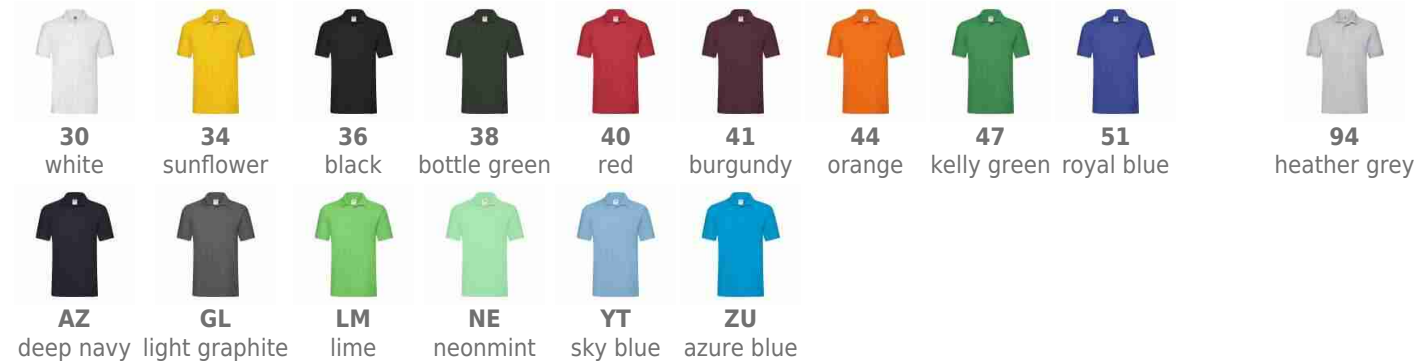 30 34 36 38 40 41 44 47 51 94
white sunflower black bottle green red burgundy orange kelly green royal blue heather grey
AZ GL LM NE YT ZU
deep navy light graphite lime neonmint sky blue azure blue